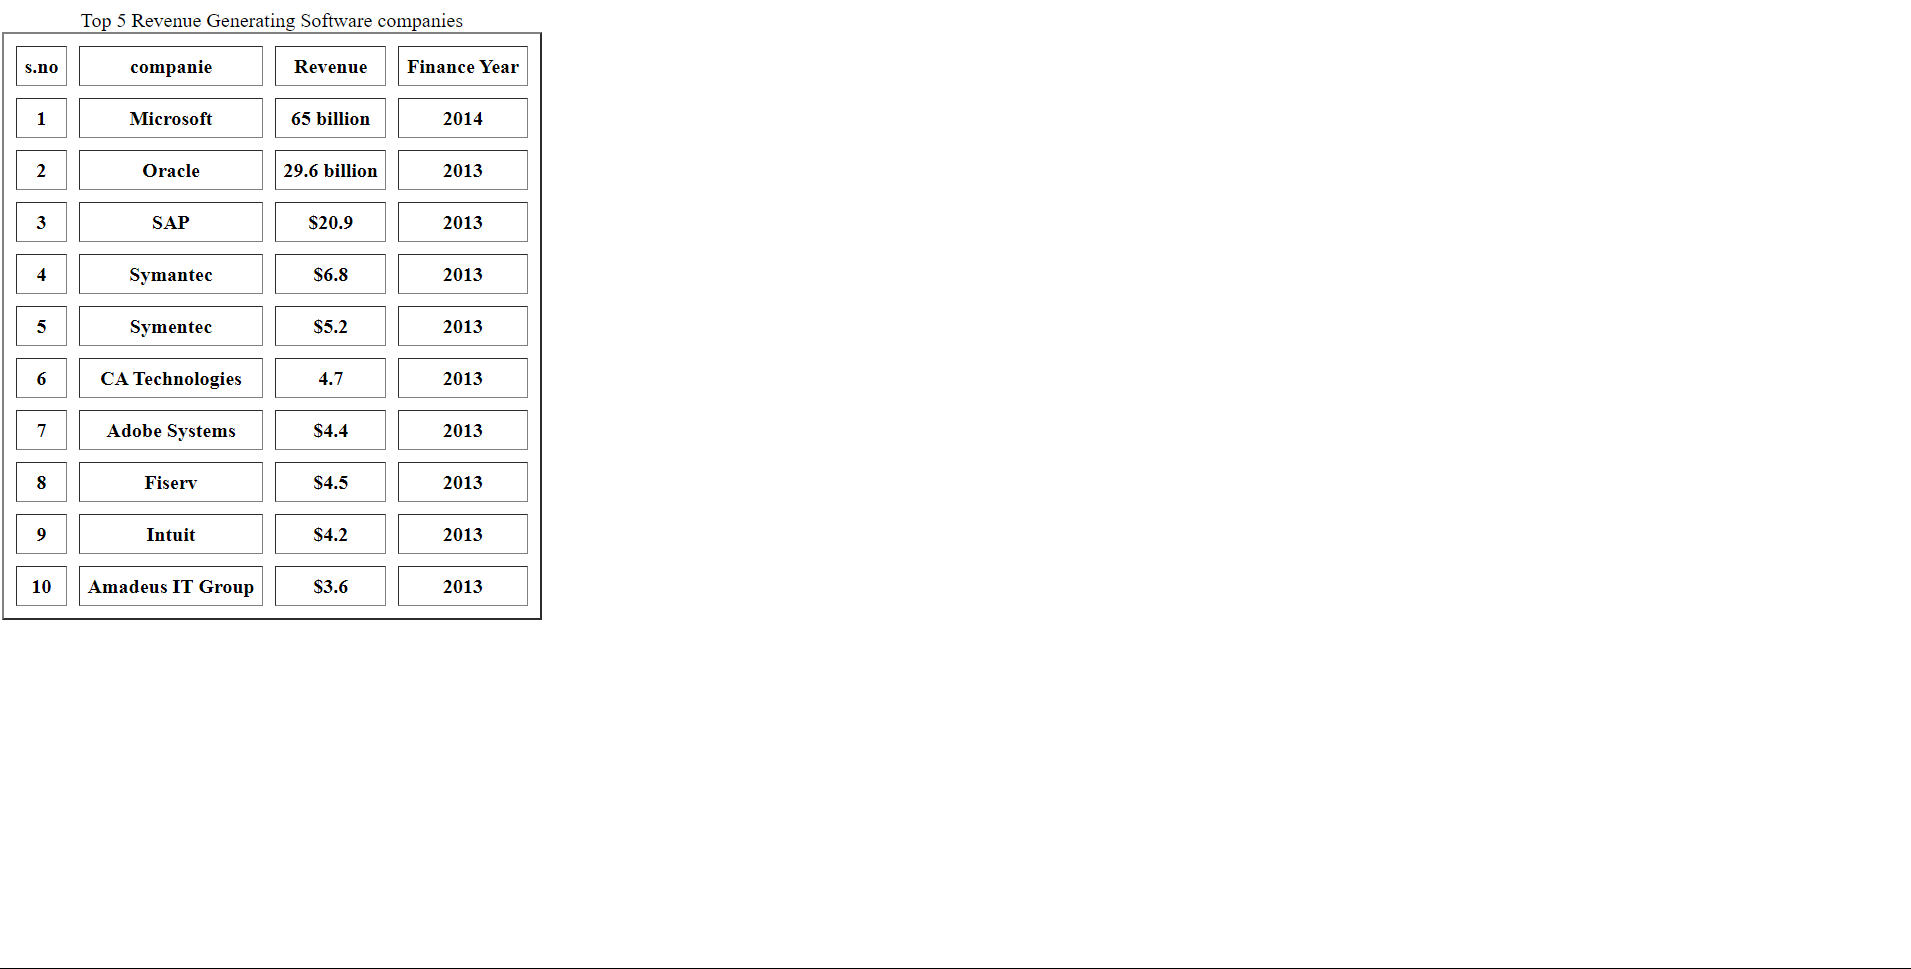 Top 5 Revenue Generating Software companies
s.no companie Revenue Finance Year
1 Microsoft 65 billion 2014
2 Oracle 29.6 billion 2013
3 SAP $20.9 2013
4 Symantec $6.8 2013
5 Symentec $5.2 2013
6 CA Technologies 4.7 2013
7 Adobe Systems $4.4 2013
8 Fiserv $4.5 2013
9 Intuit $4.2 2013
10 Amadeus IT Group $3.6 2013